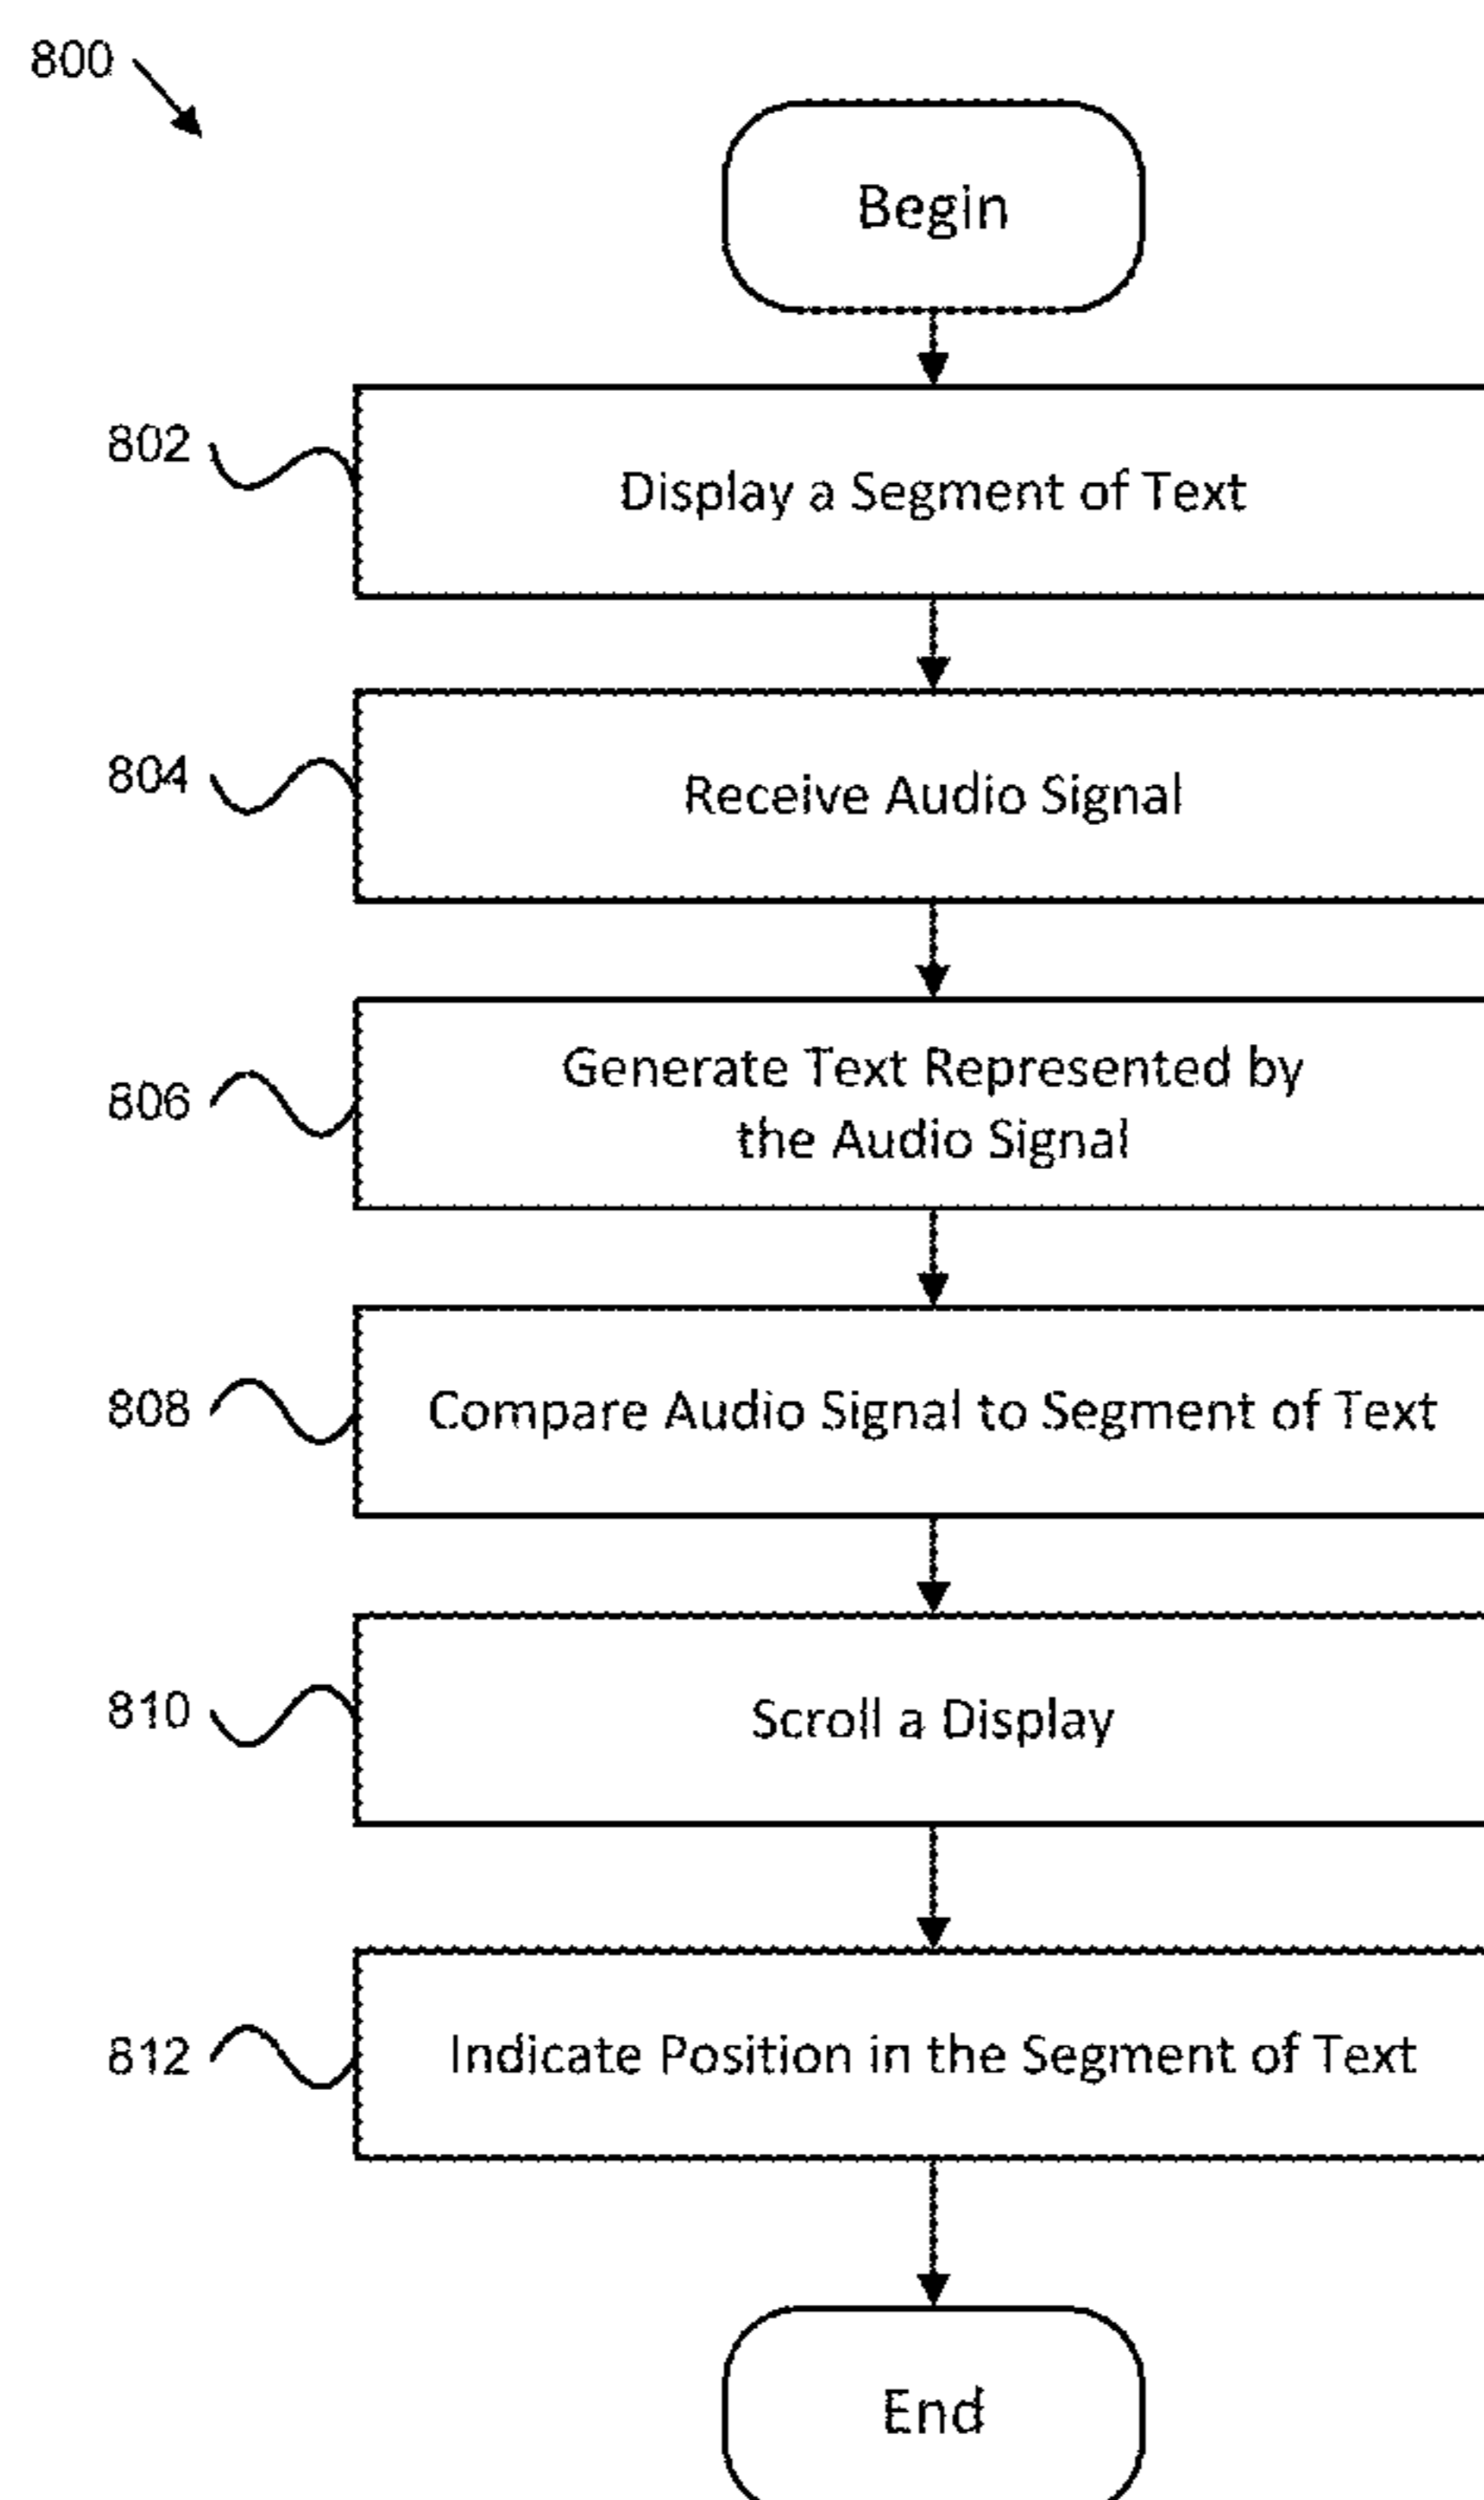 800
Begin
802
Display a Segment of Text
804
Receive Audio Signal
806
Generate Text Represented by
the Audio Signal
808
Compare Audio Signal to Segment of Text
810
Scroll a Display
812
Indicate Position in the Segment of Text
End